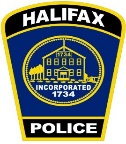 HALIFAX
1734
INCORPORATED
1734
POLICE